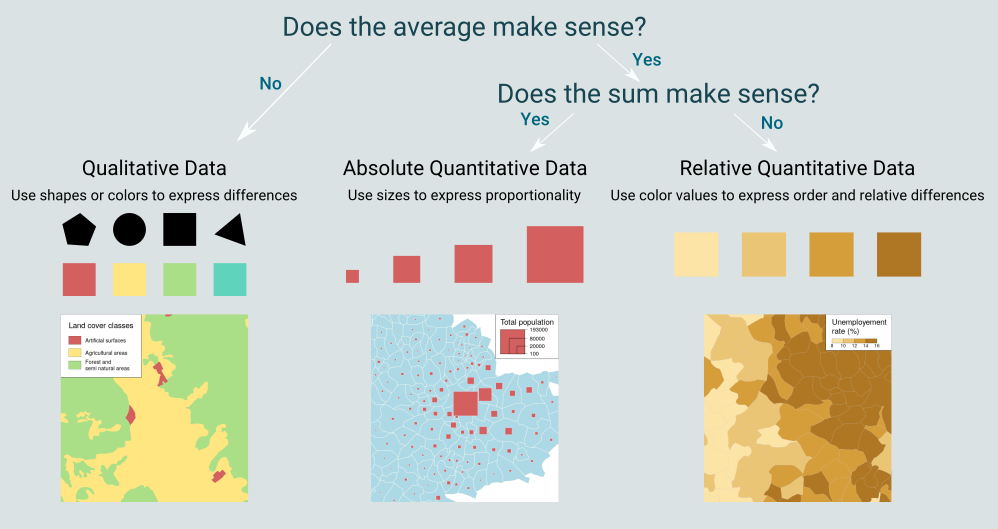 Does the average make sense?
No
Yes
Does the sum make sense?
Yes
No
Qualitative Data
Use shapes or colors to express differences
Absolute Quantitative Data
Use sizes to express proportionality
Relative Quantitative Data
Use color values to express order and relative differences
Land cover classes
Artificial surfaces
Agricultural areas
Forest and
semi natural areas
Total population
193000
80000
20000
100
Unemployement
rate (%)
8 10 12 14 16